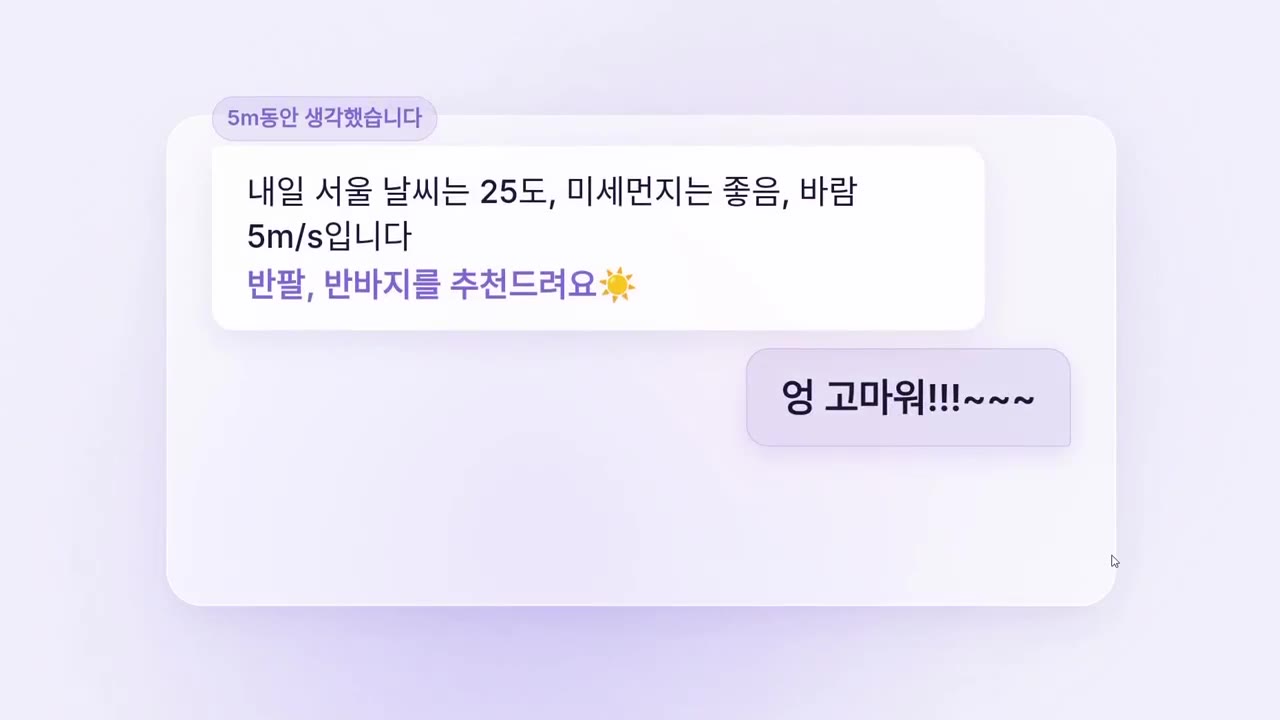 5m동안 생각했습니다
내일 서울 날씨는 25도, 미세먼지는 좋음, 바람
5m/s입니다
반팔, 반바지를 추천드려요☀️
엉 고마워!!!~~~